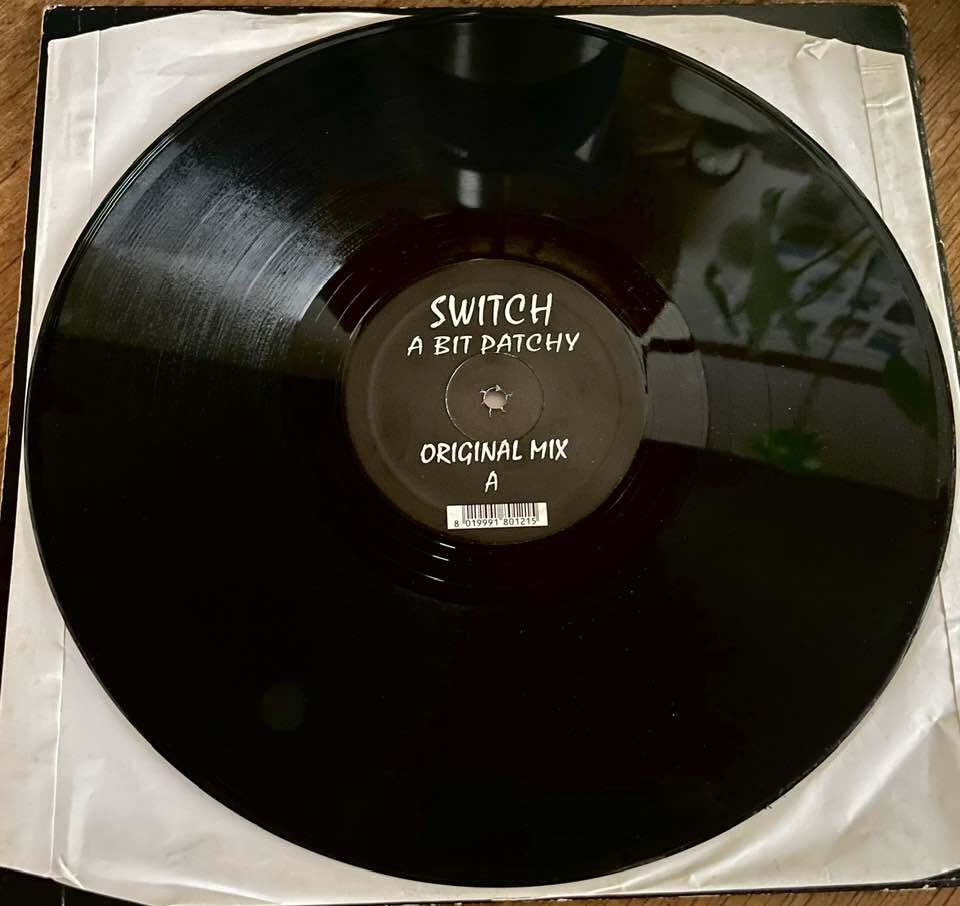 SWITCH
A BIT PATCHY
ORIGINAL MIX
A
8 019991 801215